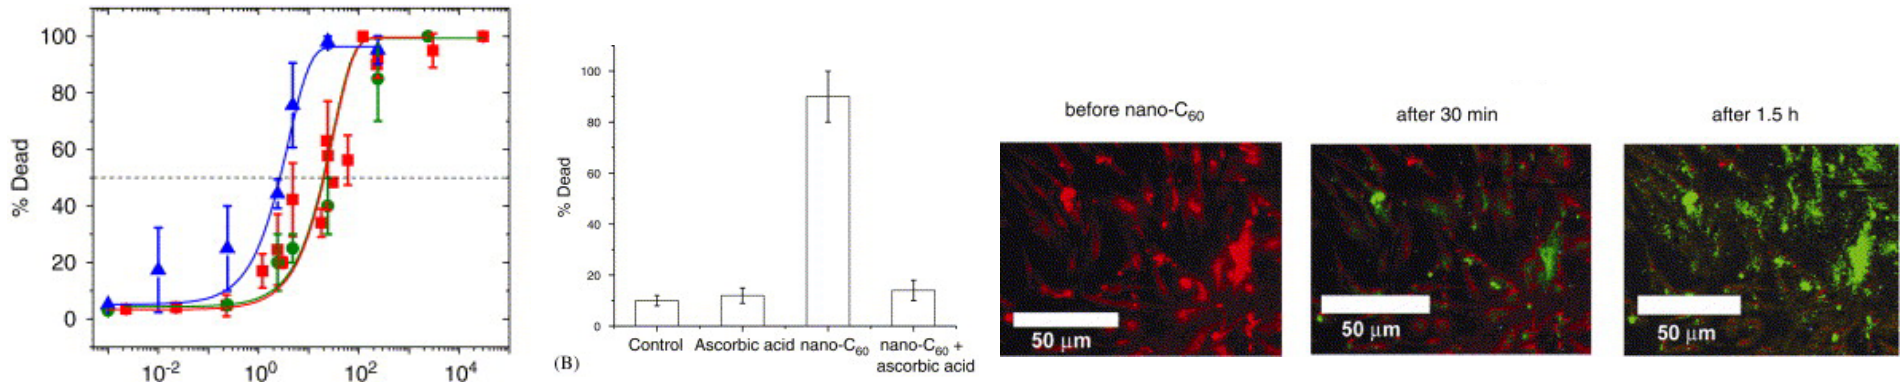 % Dead
100
80
60
40
20
0
10⁻² 10⁰ 10² 10⁴
% Dead
100
80
60
40
20
0
Control Ascorbic acid nano-C₆₀ nano-C₆₀ +
ascorbic acid
(B)
before nano-C₆₀
50 μm
after 30 min
50 μm
after 1.5 h
50 μm